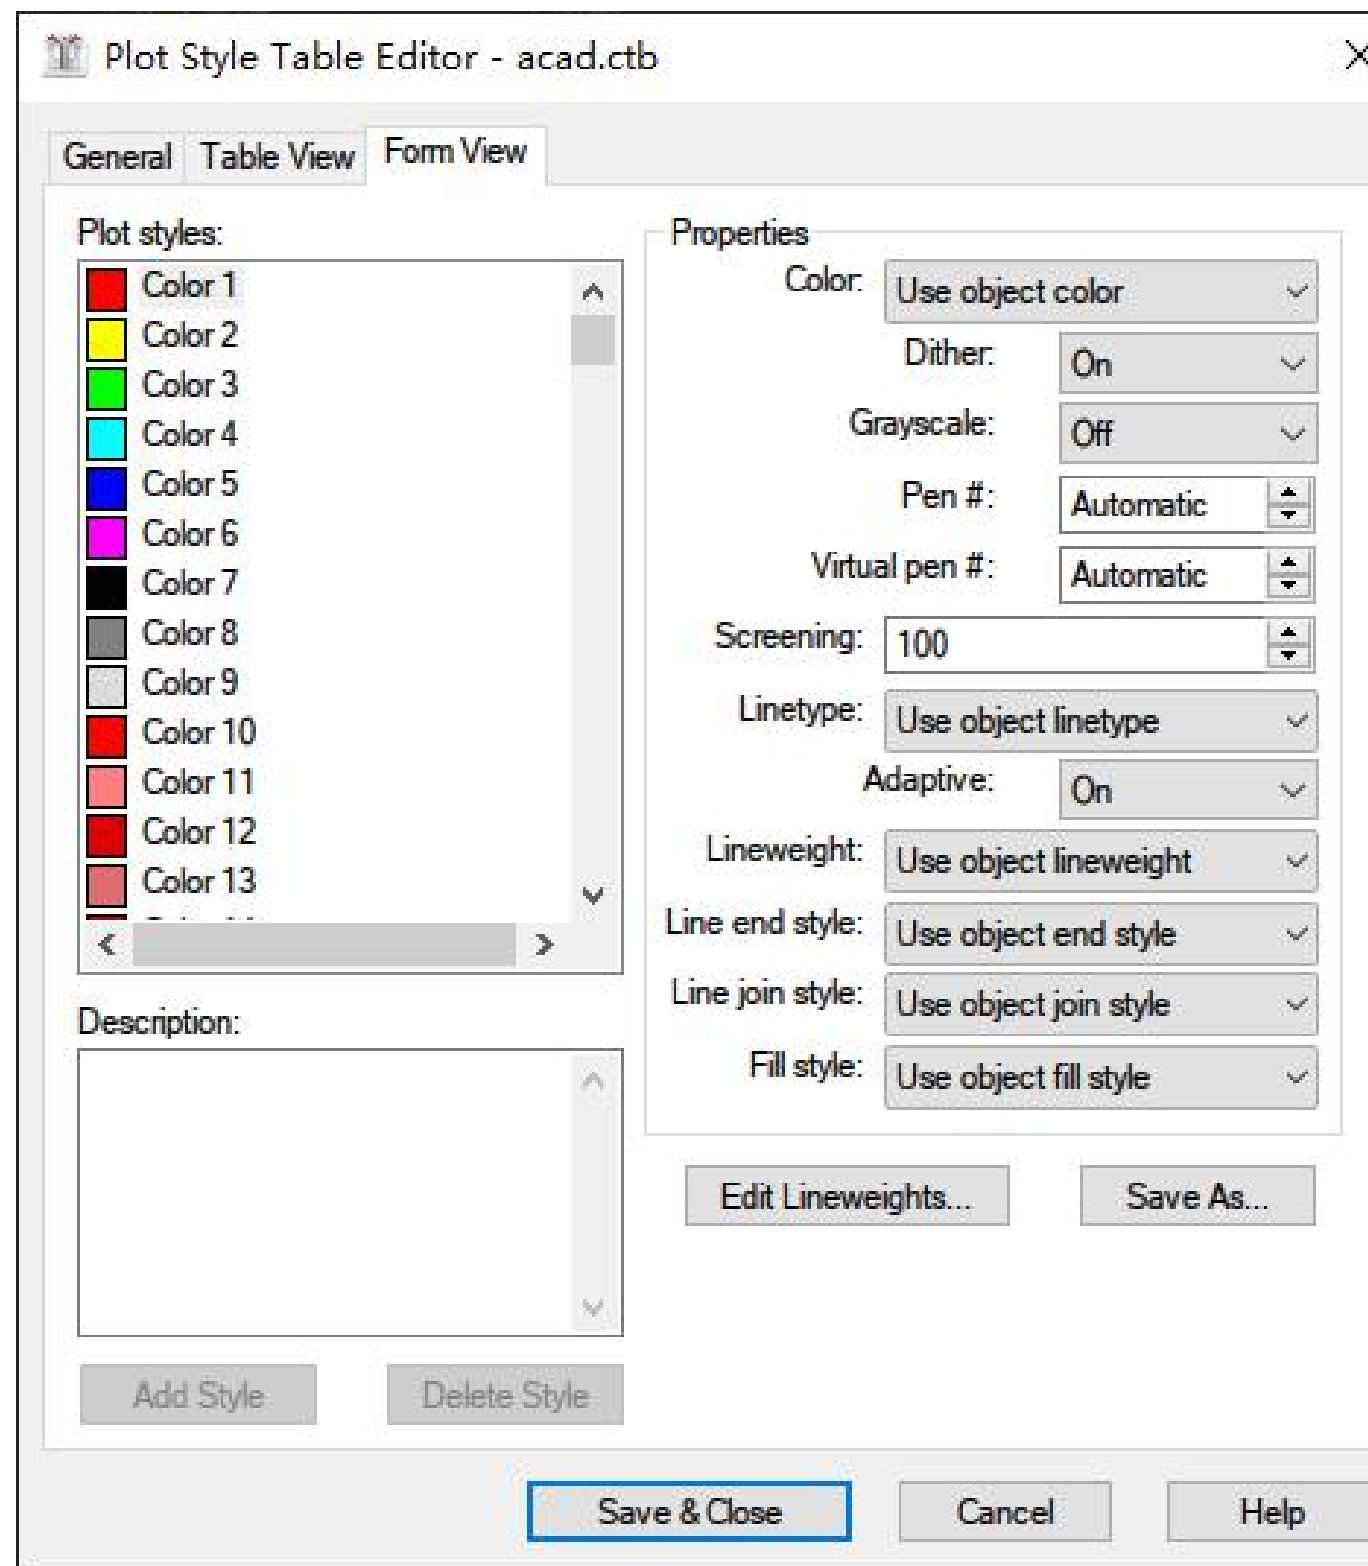 Plot Style Table Editor - acad.ctb
General Table View Form View
Plot styles:
Color 1
Color 2
Color 3
Color 4
Color 5
Color 6
Color 7
Color 8
Color 9
Color 10
Color 11
Color 12
Color 13
Description:
Add Style Delete Style
Properties
Color: Use object color
Dither: On
Grayscale: Off
Pen #: Automatic
Virtual pen #: Automatic
Screening: 100
Linetype: Use object linetype
Adaptive: On
Lineweight: Use object lineweight
Line end style: Use object end style
Line join style: Use object join style
Fill style: Use object fill style
Edit Lineweights... Save As...
Save & Close Cancel Help